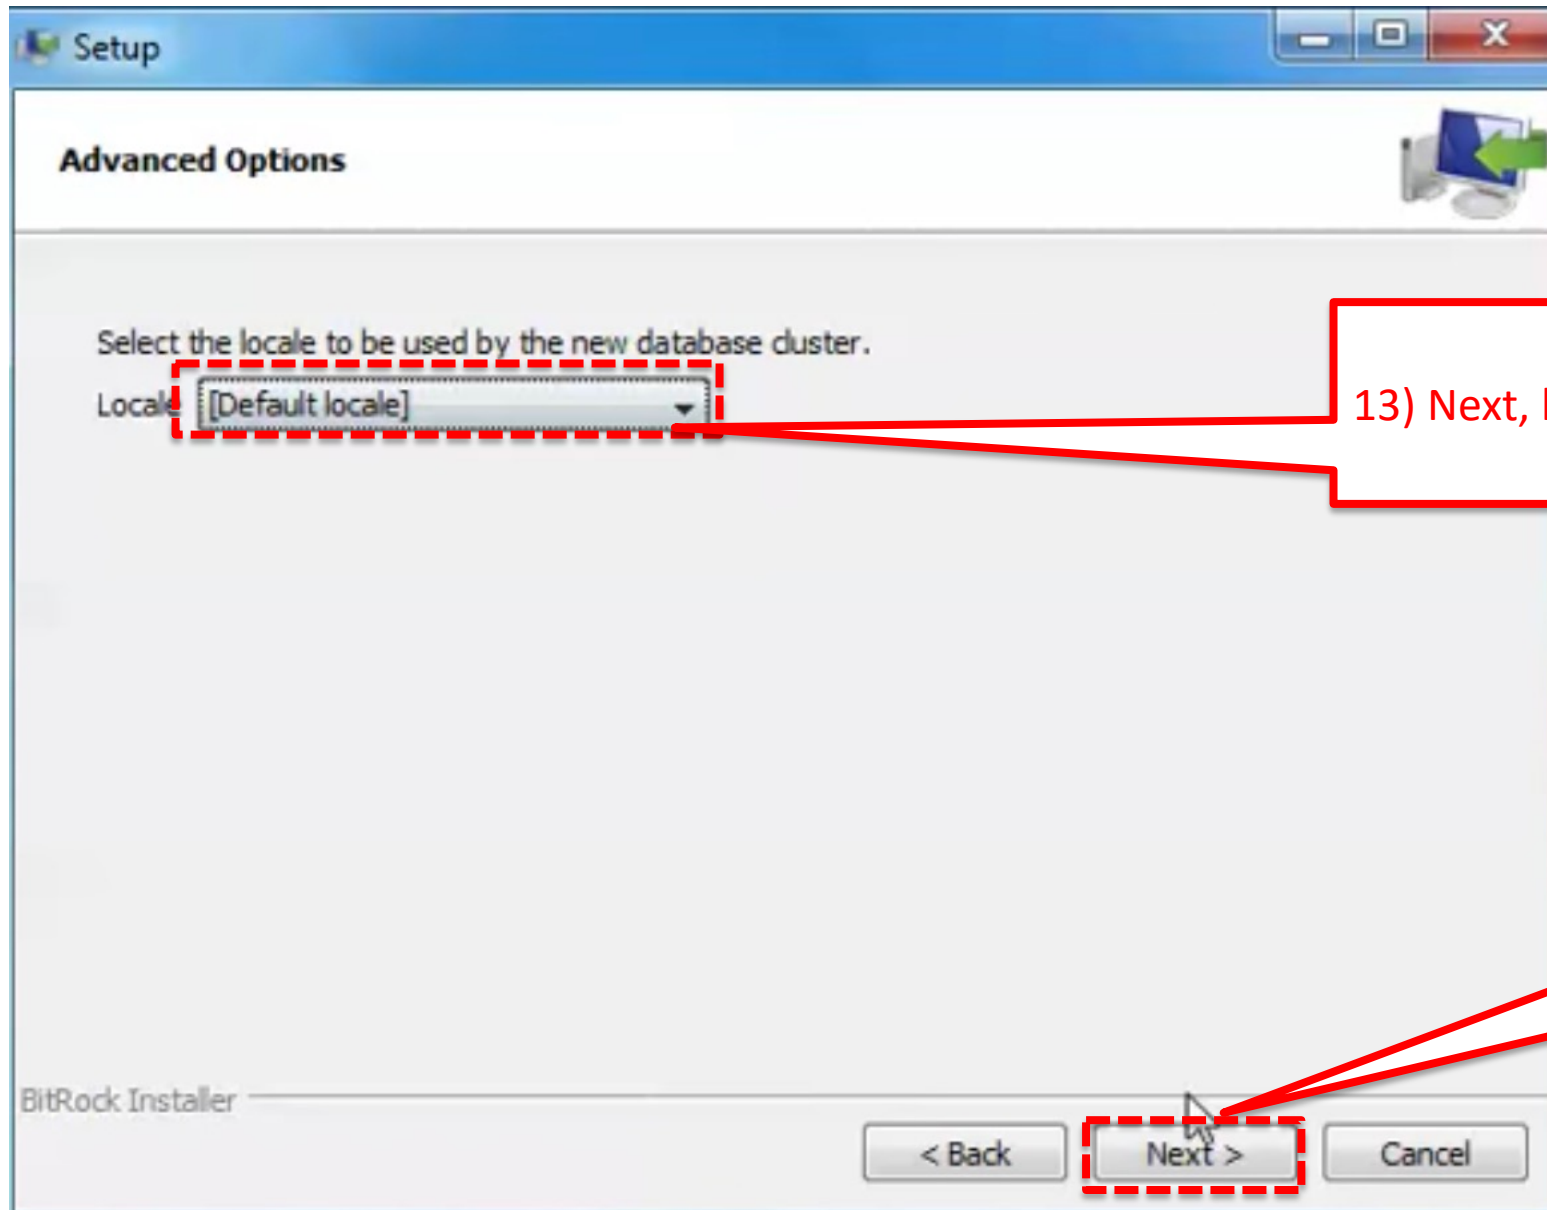 Setup
Advanced Options
Select the locale to be used by the new database cluster.
Locale [Default locale]
13) Next,
BitRock Installer
< Back Next > Cancel